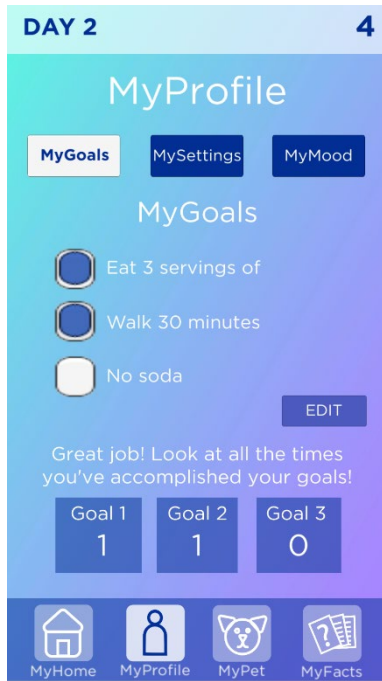 DAY 2 4
MyProfile
MyGoals MySettings MyMood
MyGoals
Eat 3 servings of
Walk 30 minutes
No soda
EDIT
Great job! Look at all the times
you've accomplished your goals!
Goal 1 Goal 2 Goal 3
1 1 0
?
MyHome MyProfile MyPet MyFacts